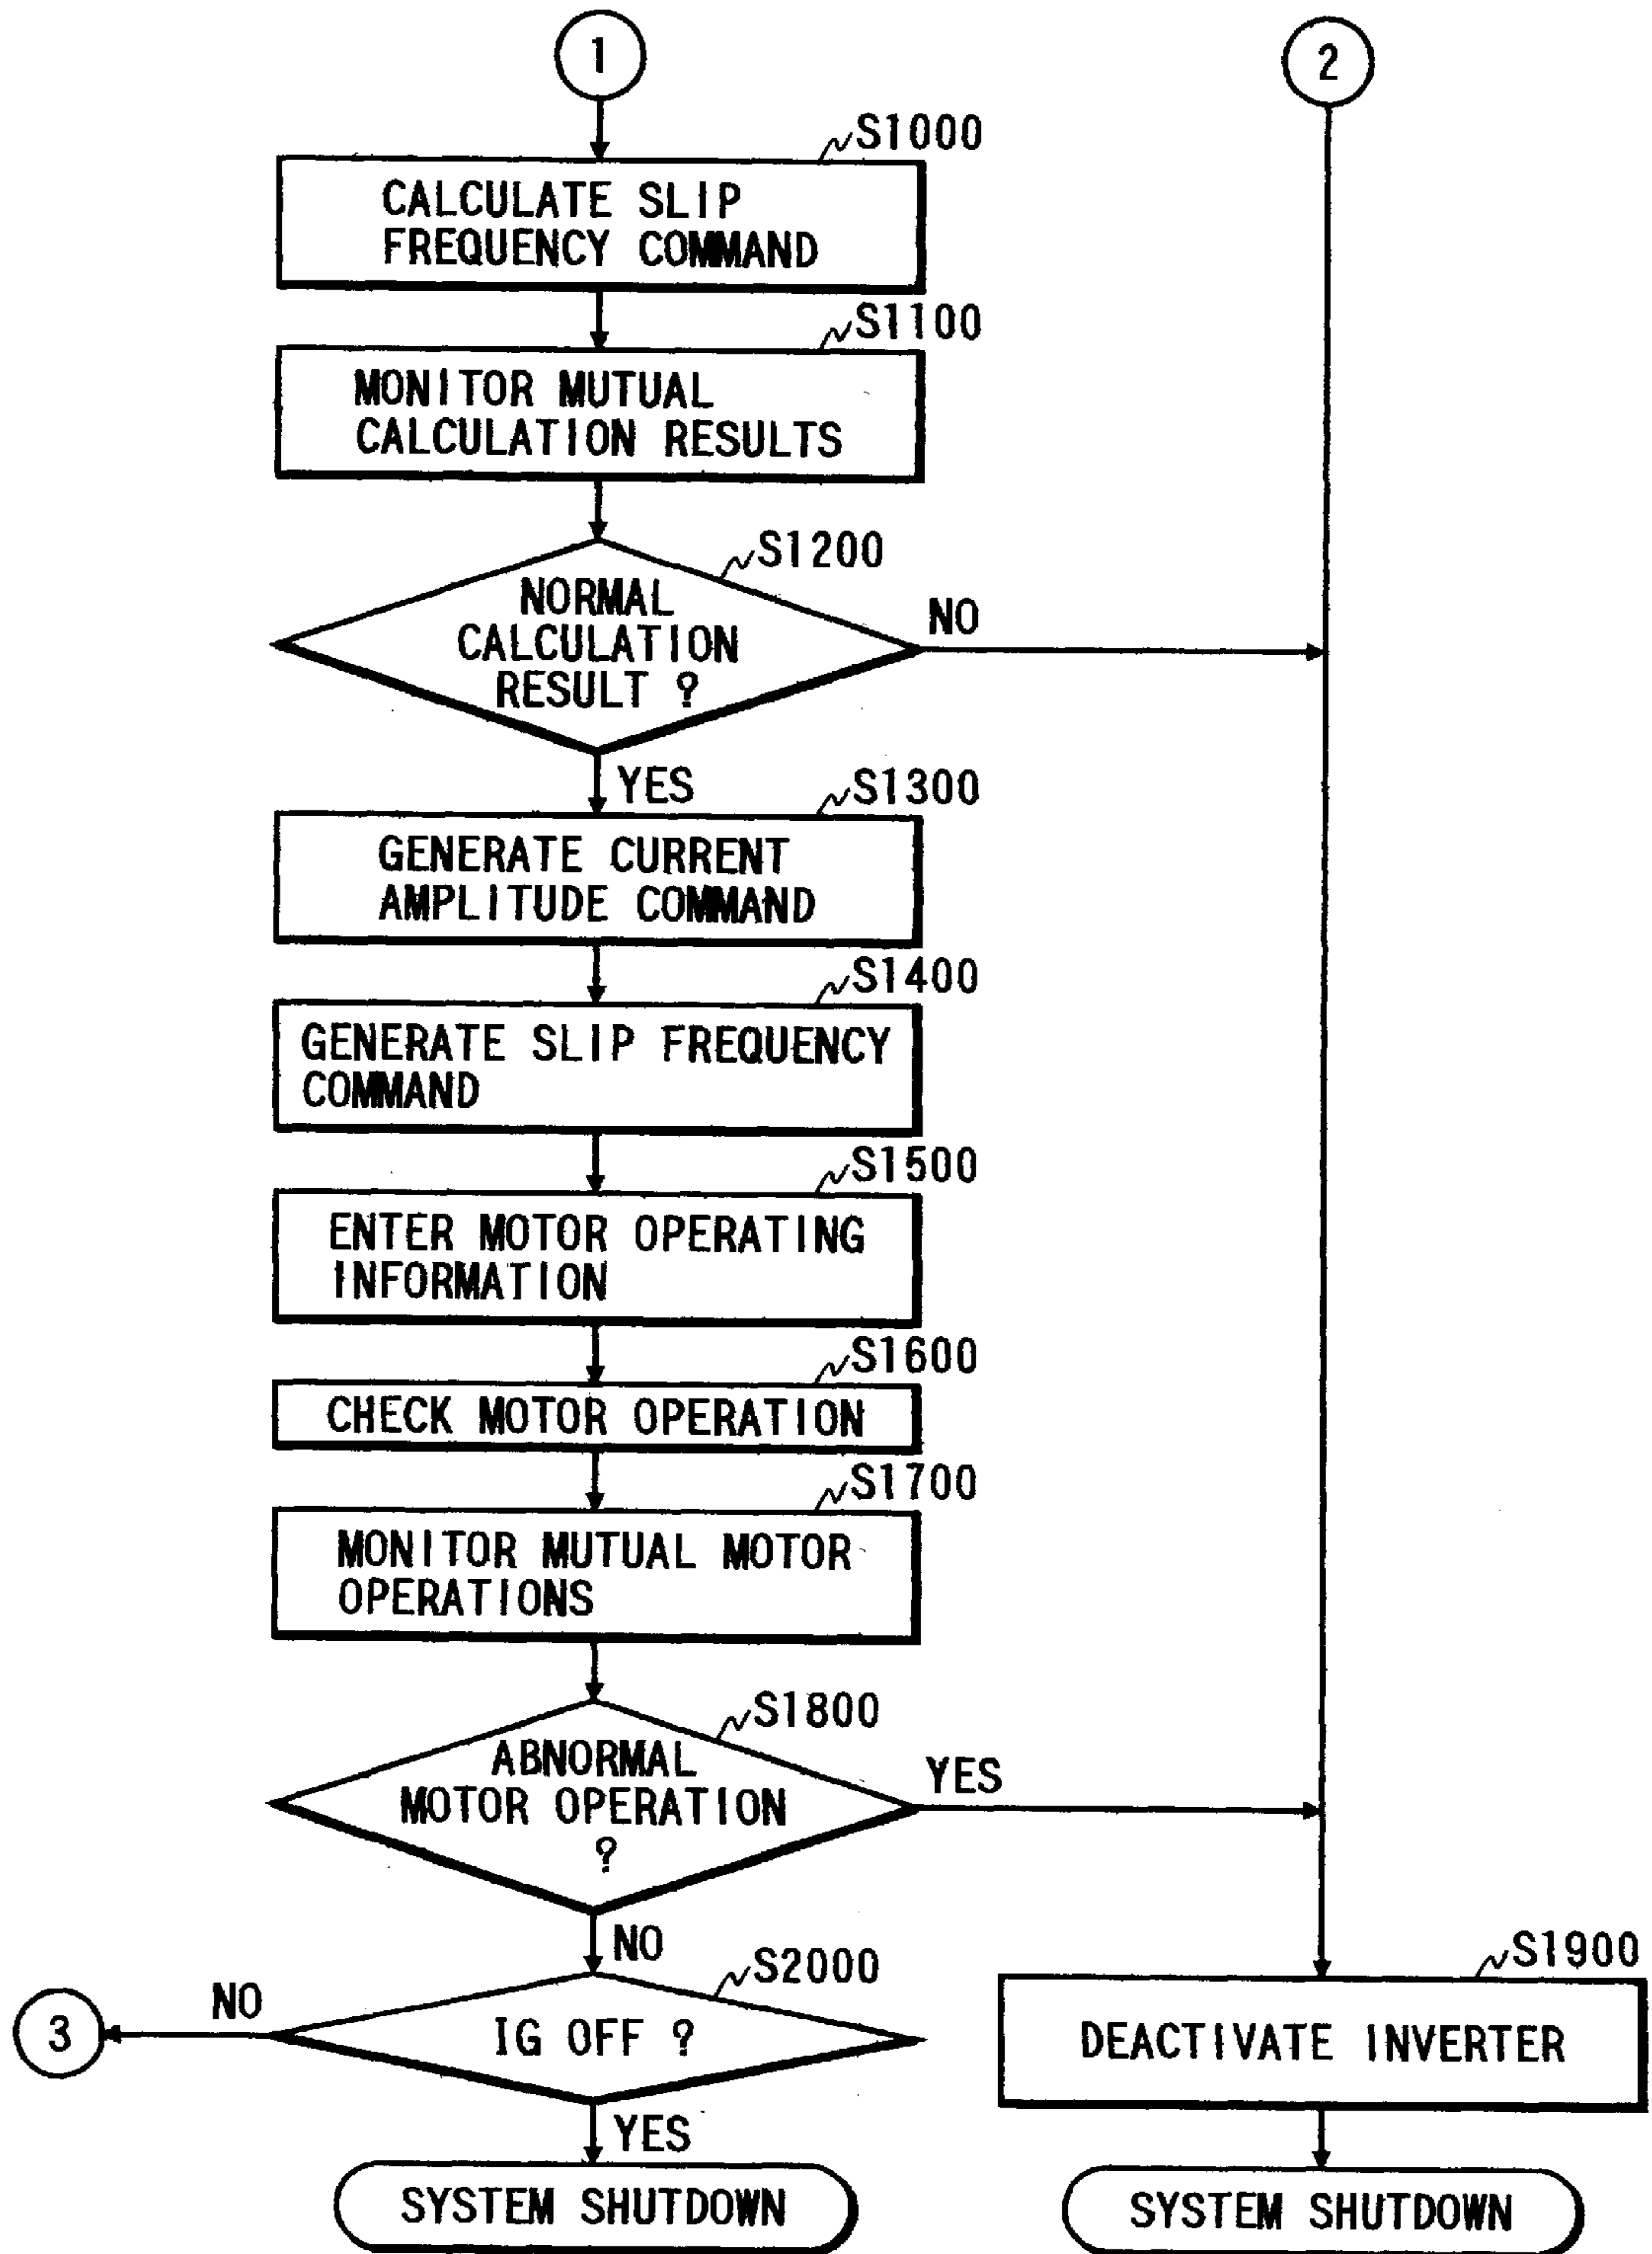 1
2
S1000
CALCULATE SLIP
FREQUENCY COMMAND
S1100
MONITOR MUTUAL
CALCULATION RESULTS
S1200
NORMAL
CALCULATION
RESULT ?
NO
YES
S1300
GENERATE CURRENT
AMPLITUDE COMMAND
S1400
GENERATE SLIP FREQUENCY
COMMAND
S1500
ENTER MOTOR OPERATING
INFORMATION
S1600
CHECK MOTOR OPERATION
S1700
MONITOR MUTUAL MOTOR
OPERATIONS
S1800
ABNORMAL
MOTOR OPERATION
?
YES
NO
S2000
IG OFF ?
NO
3
YES
SYSTEM SHUTDOWN
S1900
DEACTIVATE INVERTER
SYSTEM SHUTDOWN